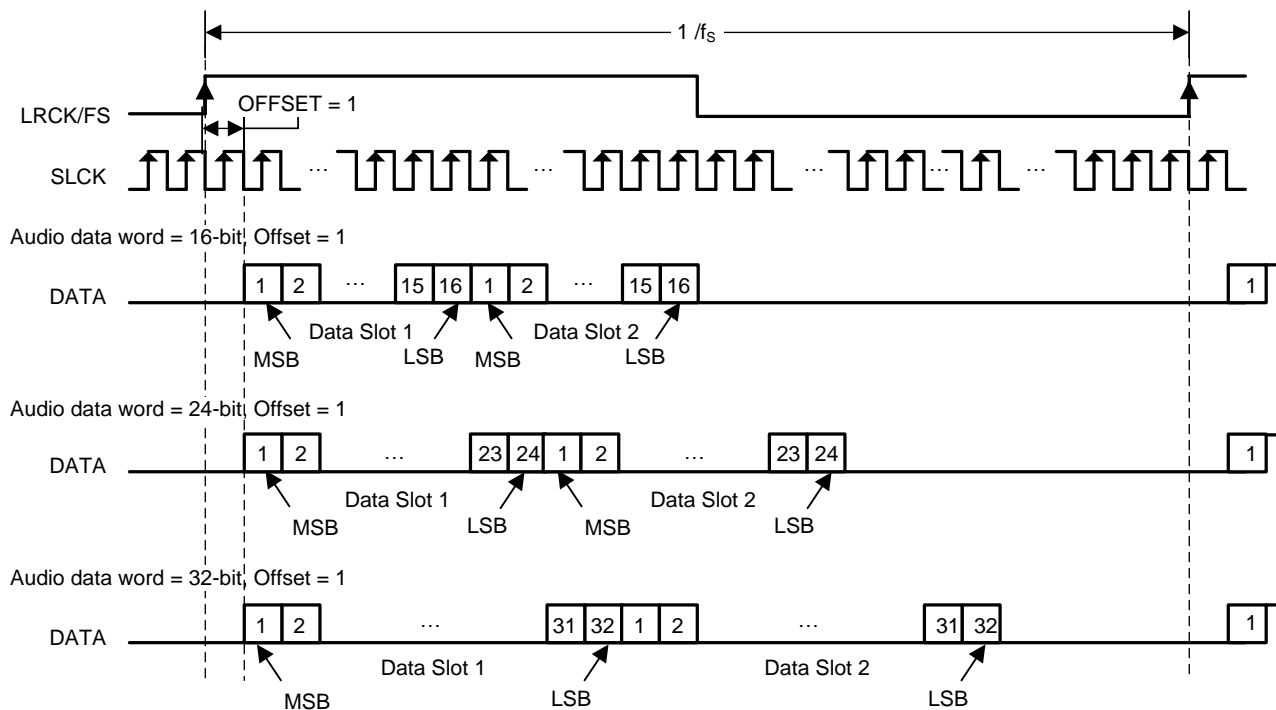 1 /fS
LRCK/FS
OFFSET = 1
SLCK
… … … … …
Audio data word = 16-bit, Offset = 1
DATA
1 2 … 15 16 1 2 … 15 16 1
Data Slot 1 Data Slot 2
MSB LSB MSB LSB
Audio data word = 24-bit, Offset = 1
DATA
1 2 … 23 24 1 2 … 23 24 1
Data Slot 1 Data Slot 2
MSB LSB MSB LSB
Audio data word = 32-bit, Offset = 1
DATA
1 2 … 31 32 1 2 … 31 32 1
Data Slot 1 Data Slot 2
MSB LSB LSB